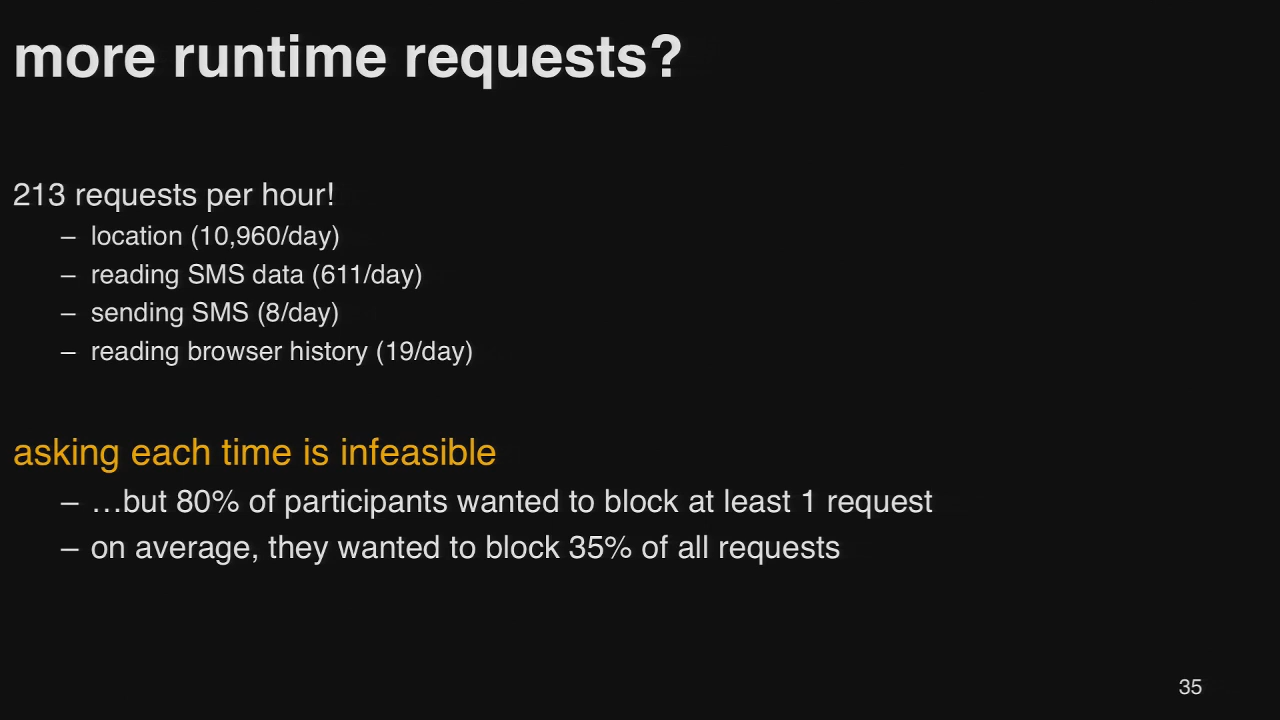 more runtime requests?
213 requests per hour!
– location (10,960/day)
– reading SMS data (611/day)
– sending SMS (8/day)
– reading browser history (19/day)
asking each time is infeasible
– …but 80% of participants wanted to block at least 1 request
– on average, they wanted to block 35% of all requests
35